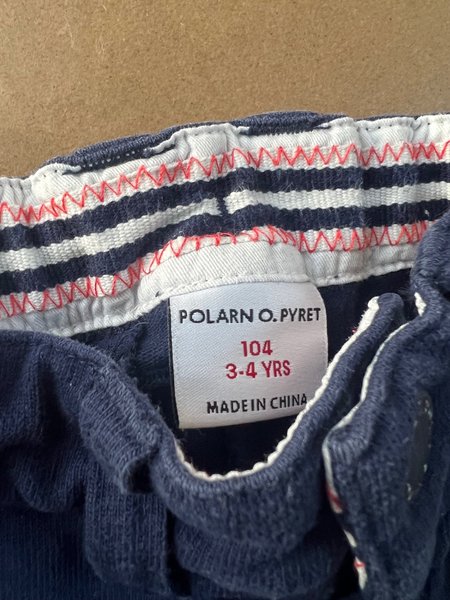 POLARN O. PYRET
104
3-4 YRS
MADE IN CHINA